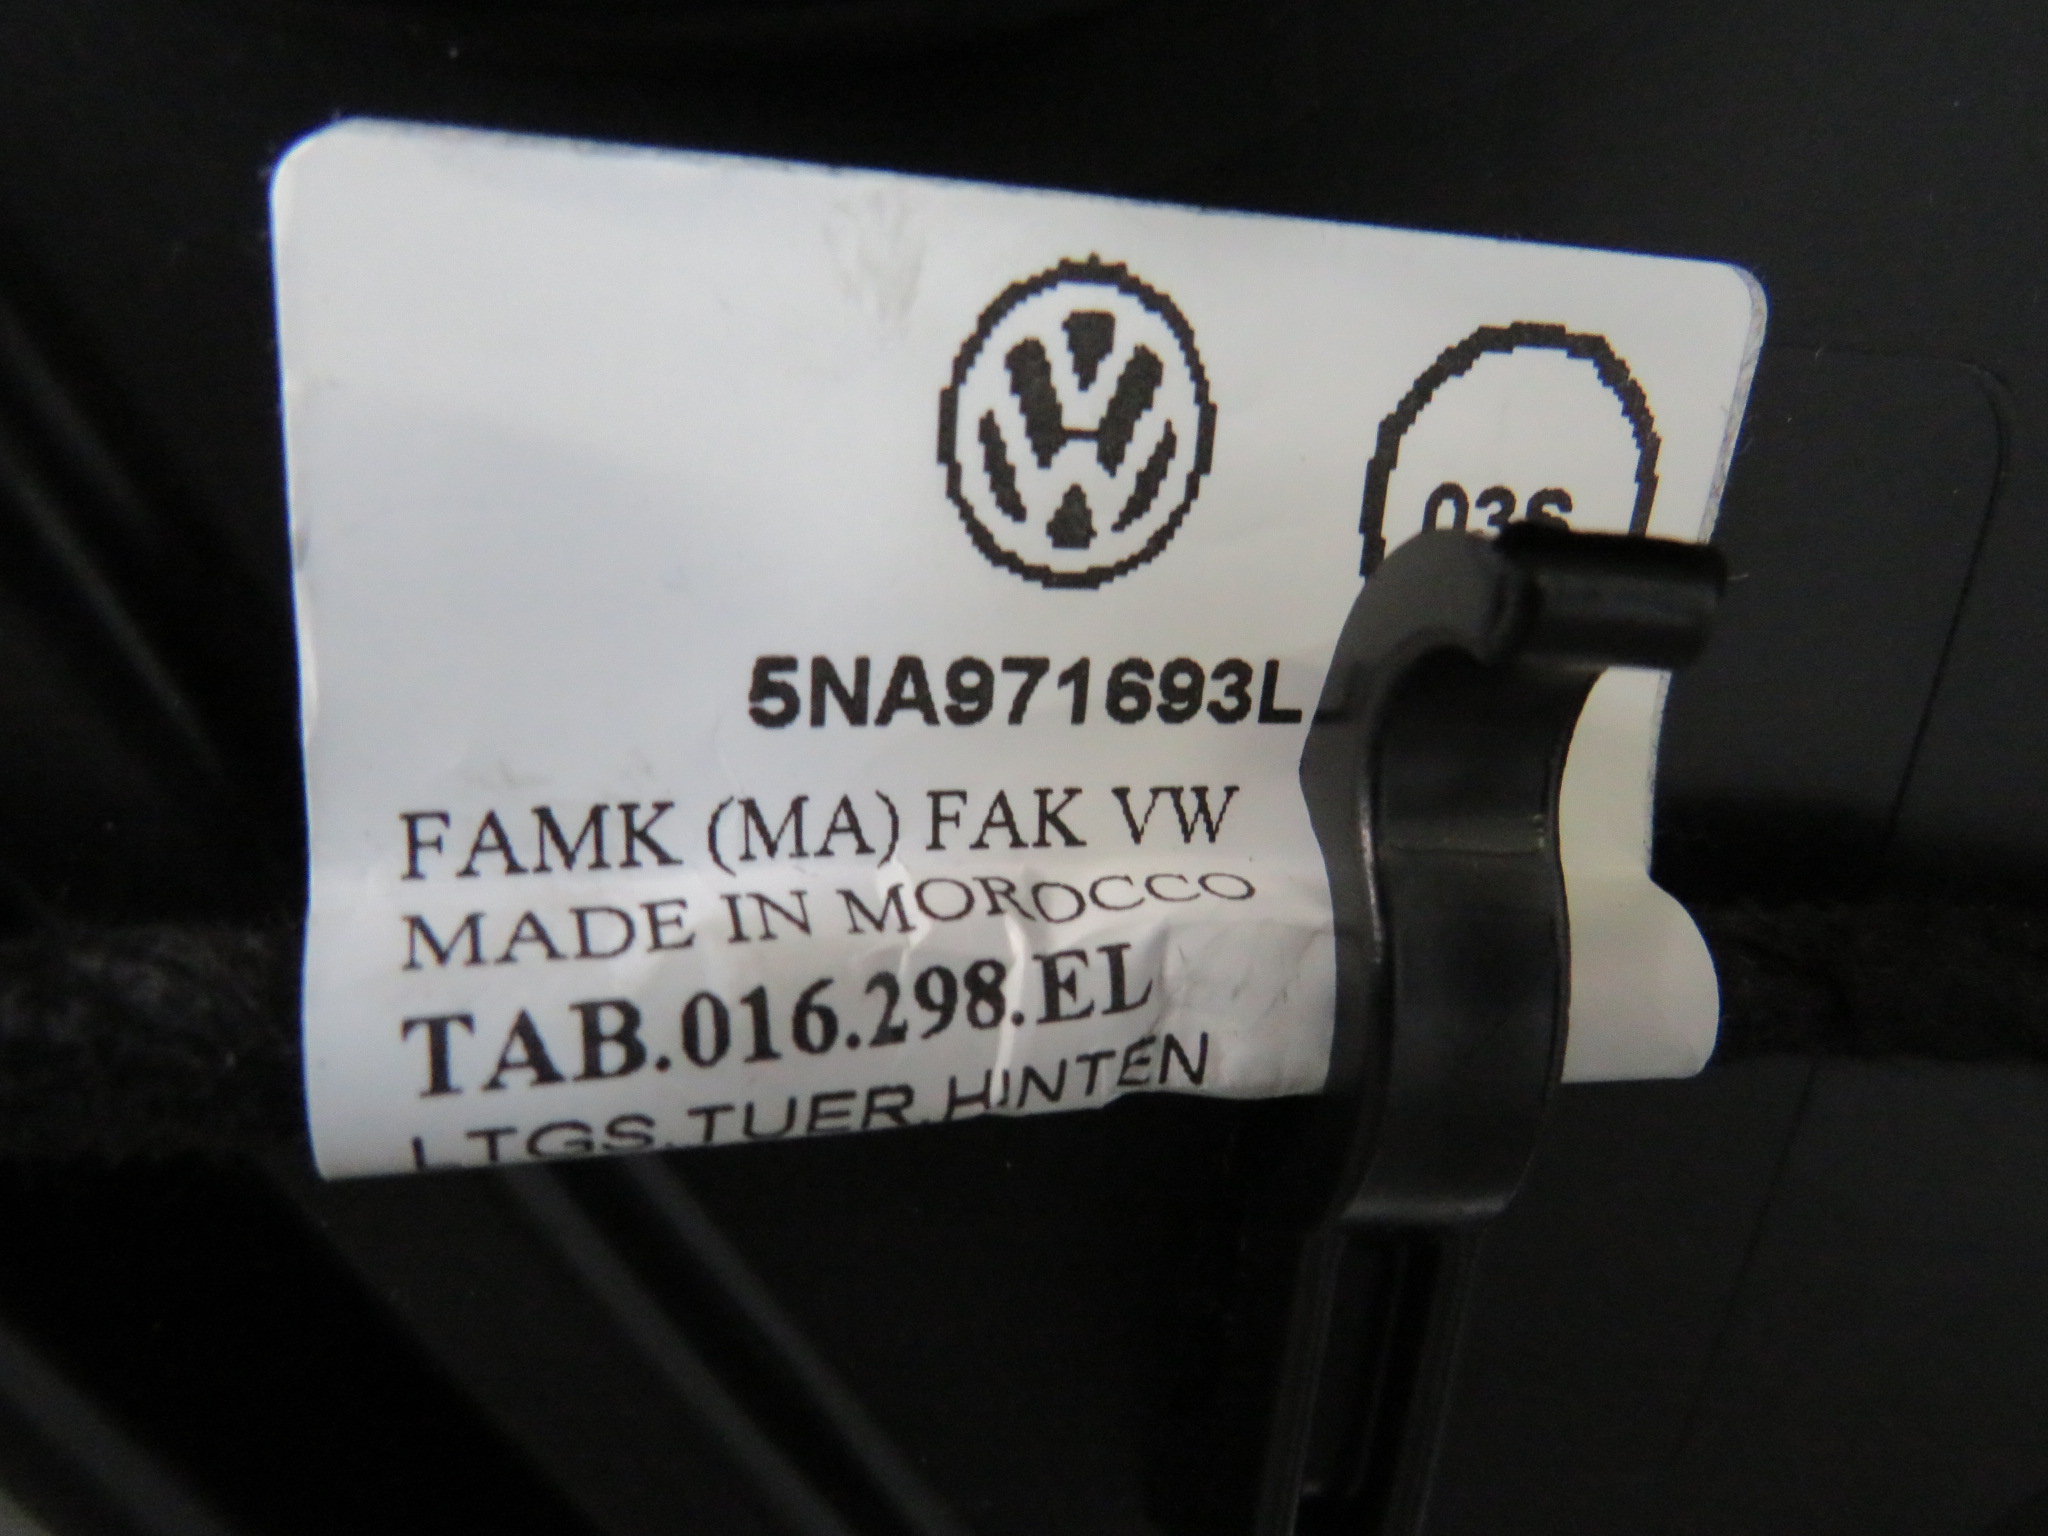 5NA971693L
FAMK (MA) FAK VW
MADE IN MOROCCO
TAB.016.298.EL
LTGS.TUER.HINTEN